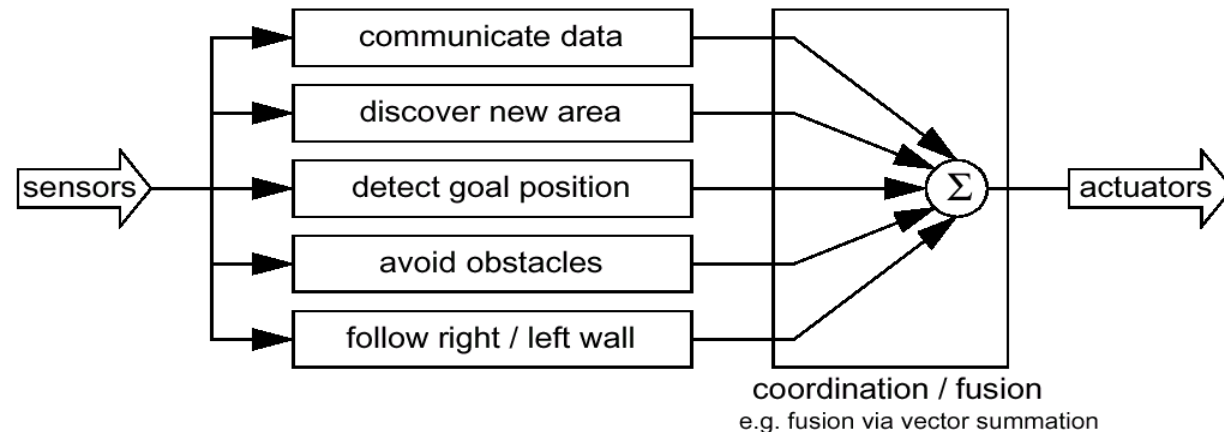 communicate data
discover new area
sensors
detect goal position
Σ
actuators
avoid obstacles
follow right / left wall
coordination / fusion
e.g. fusion via vector summation